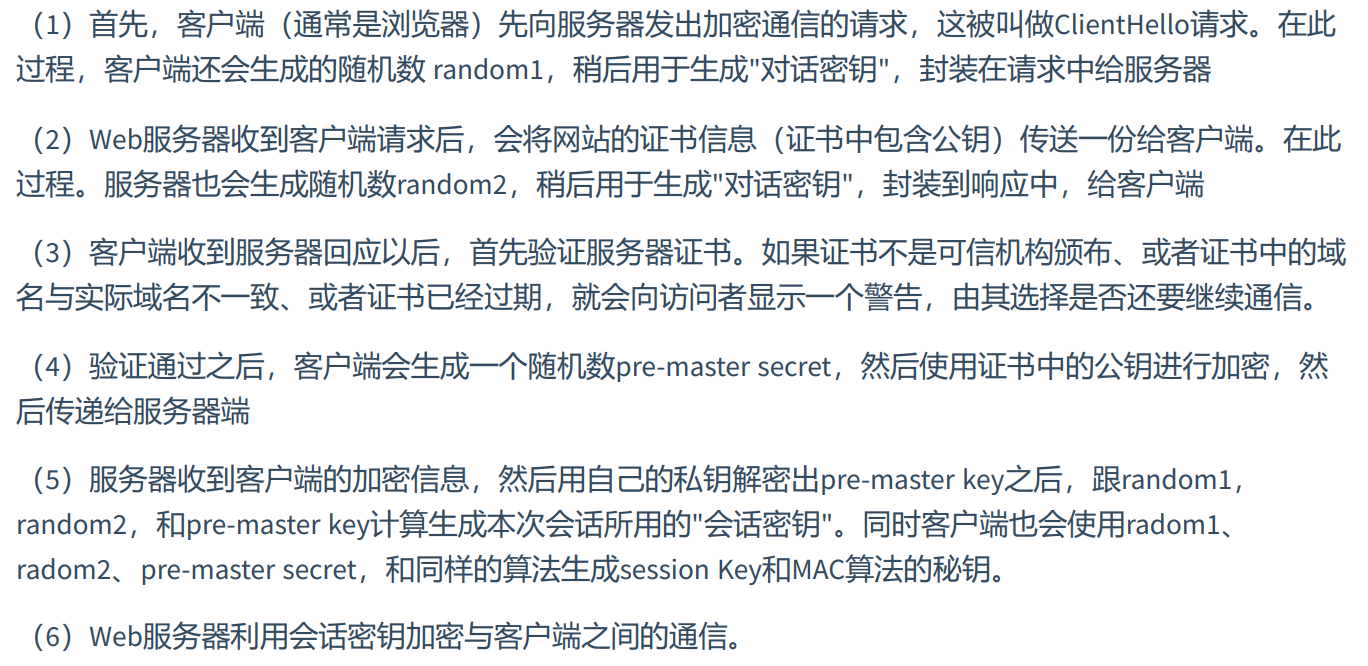 （1）首先，客户端（通常是浏览器）先向服务器发出加密通信的请求，这被叫做ClientHello请求。在此
过程，客户端还会生成的随机数 random1，稍后用于生成"对话密钥"，封装在请求中给服务器
（2）Web服务器收到客户端请求后，会将网站的证书信息（证书中包含公钥）传送一份给客户端。在此
过程。服务器也会生成随机数random2，稍后用于生成"对话密钥"，封装到响应中，给客户端
（3）客户端收到服务器回应以后，首先验证服务器证书。如果证书不是可信机构颁布、或者证书中的域
名与实际域名不一致、或者证书已经过期，就会向访问者显示一个警告，由其选择是否还要继续通信。
（4）验证通过之后，客户端会生成一个随机数pre-master secret，然后使用证书中的公钥进行加密，然
后传递给服务器端
（5）服务器收到客户端的加密信息，然后用自己的私钥解密出pre-master key之后，跟random1，
random2，和pre-master key计算生成本次会话所用的"会话密钥"。同时客户端也会使用radom1、
radom2、pre-master secret，和同样的算法生成session Key和MAC算法的秘钥。
（6）Web服务器利用会话密钥加密与客户端之间的通信。